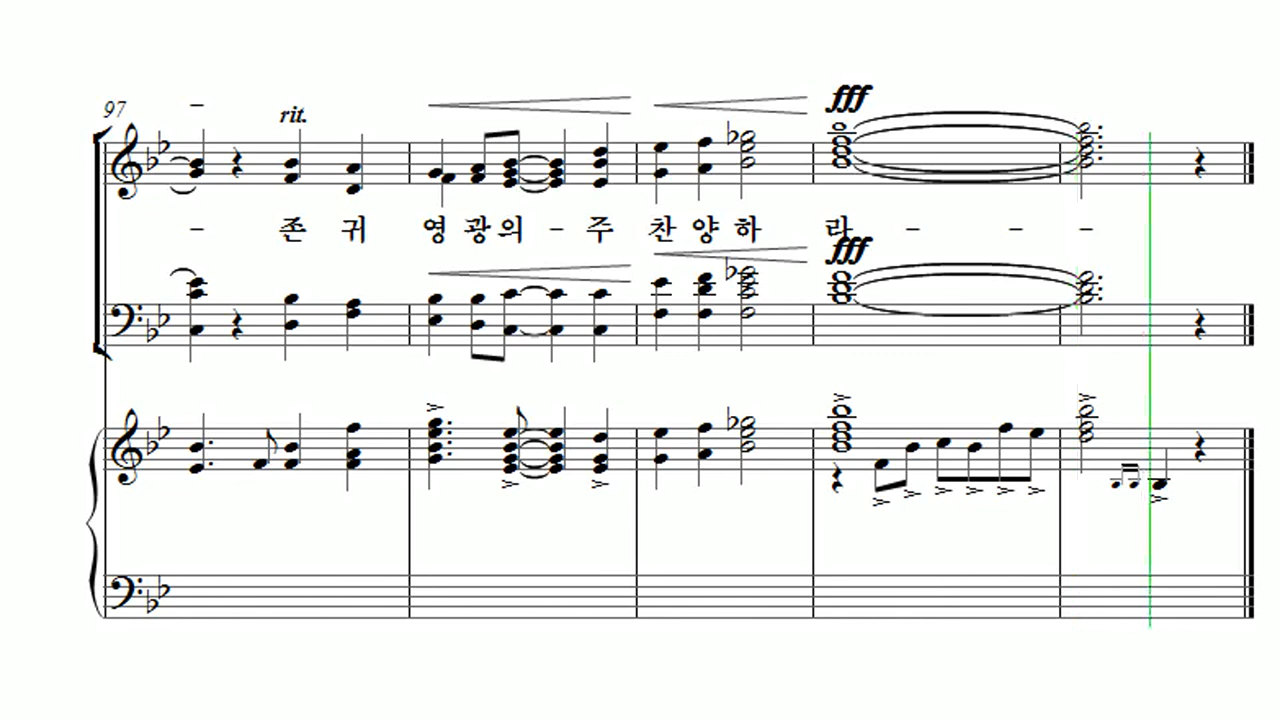 97
rit.
fff
- 존 귀 영 광 의 - 주 찬 양 하 라 - - -
fff